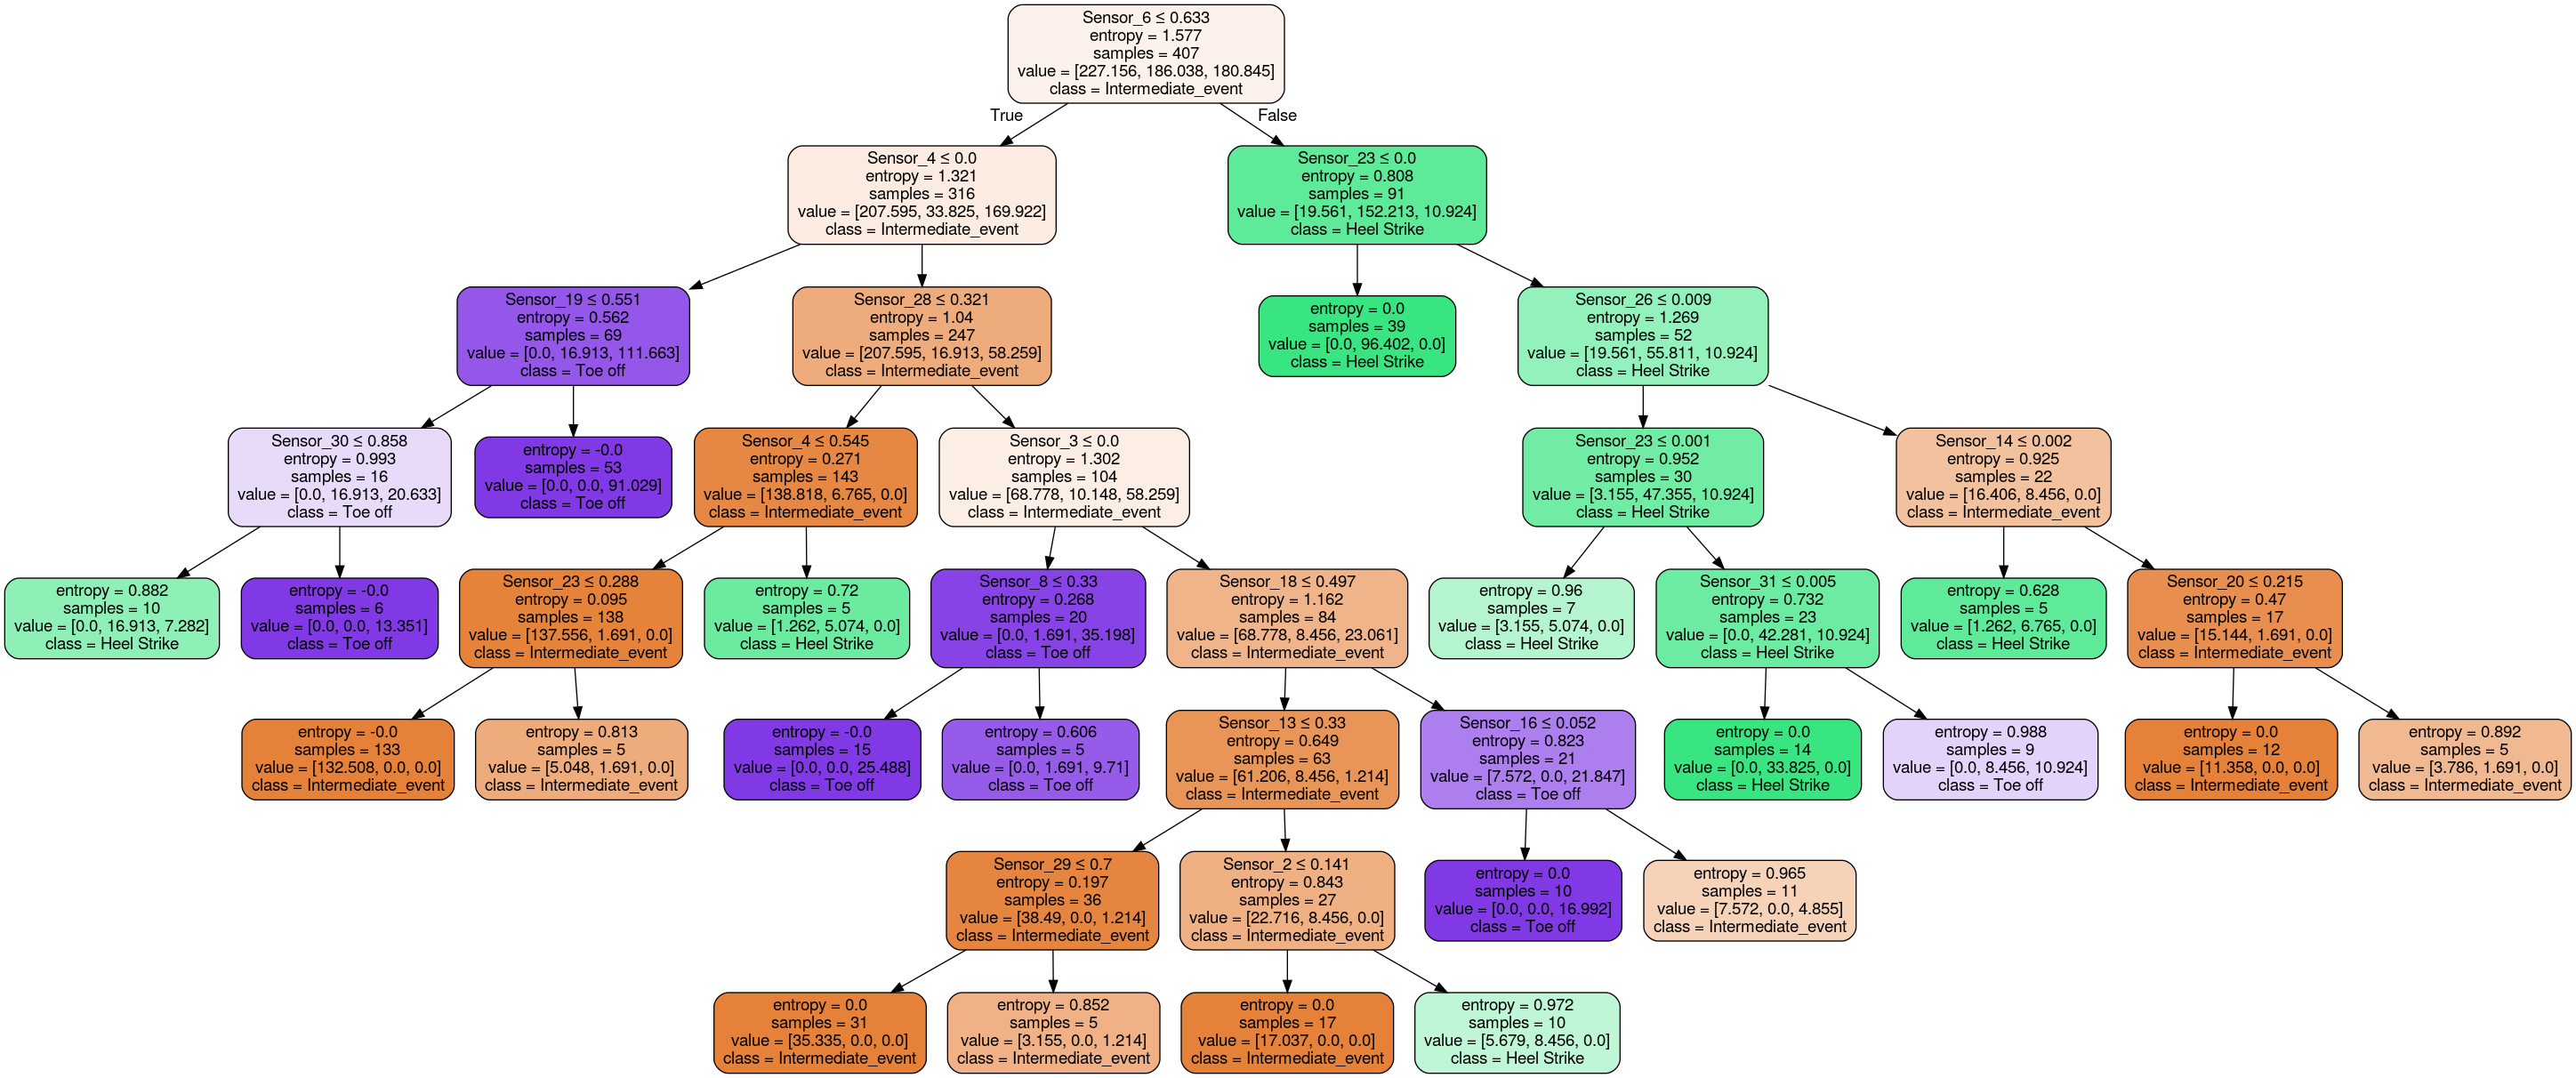 Sensor_6 ≤ 0.633
entropy = 1.577
samples = 407
value = [227.156, 186.038, 180.845]
class = Intermediate_event
True
False
Sensor_4 ≤ 0.0
entropy = 1.321
samples = 316
value = [207.595, 33.825, 169.922]
class = Intermediate_event
Sensor_23 ≤ 0.0
entropy = 0.808
samples = 91
value = [19.561, 152.213, 10.924]
class = Heel Strike
Sensor_19 ≤ 0.551
entropy = 0.562
samples = 69
value = [0.0, 16.913, 111.663]
class = Toe off
Sensor_28 ≤ 0.321
entropy = 1.04
samples = 247
value = [207.595, 16.913, 58.259]
class = Intermediate_event
entropy = 0.0
samples = 39
value = [0.0, 96.402, 0.0]
class = Heel Strike
Sensor_26 ≤ 0.009
entropy = 1.269
samples = 52
value = [19.561, 55.811, 10.924]
class = Heel Strike
Sensor_30 ≤ 0.858
entropy = 0.993
samples = 16
value = [0.0, 16.913, 20.633]
class = Toe off
entropy = -0.0
samples = 53
value = [0.0, 0.0, 91.029]
class = Toe off
Sensor_4 ≤ 0.545
entropy = 0.271
samples = 143
value = [138.818, 6.765, 0.0]
class = Intermediate_event
Sensor_3 ≤ 0.0
entropy = 1.302
samples = 104
value = [68.778, 10.148, 58.259]
class = Intermediate_event
Sensor_23 ≤ 0.001
entropy = 0.952
samples = 30
value = [3.155, 47.355, 10.924]
class = Heel Strike
Sensor_14 ≤ 0.002
entropy = 0.925
samples = 22
value = [16.406, 8.456, 0.0]
class = Intermediate_event
entropy = 0.882
samples = 10
value = [0.0, 16.913, 7.282]
class = Heel Strike
entropy = -0.0
samples = 6
value = [0.0, 0.0, 13.351]
class = Toe off
Sensor_23 ≤ 0.288
entropy = 0.095
samples = 138
value = [137.556, 1.691, 0.0]
class = Intermediate_event
entropy = 0.72
samples = 5
value = [1.262, 5.074, 0.0]
class = Heel Strike
Sensor_8 ≤ 0.33
entropy = 0.268
samples = 20
value = [0.0, 1.691, 35.198]
class = Toe off
Sensor_18 ≤ 0.497
entropy = 1.162
samples = 84
value = [68.778, 8.456, 23.061]
class = Intermediate_event
entropy = 0.96
samples = 7
value = [3.155, 5.074, 0.0]
class = Heel Strike
Sensor_31 ≤ 0.005
entropy = 0.732
samples = 23
value = [0.0, 42.281, 10.924]
class = Heel Strike
entropy = 0.628
samples = 5
value = [1.262, 6.765, 0.0]
class = Heel Strike
Sensor_20 ≤ 0.215
entropy = 0.47
samples = 17
value = [15.144, 1.691, 0.0]
class = Intermediate_event
entropy = -0.0
samples = 133
value = [132.508, 0.0, 0.0]
class = Intermediate_event
entropy = 0.813
samples = 5
value = [5.048, 1.691, 0.0]
class = Intermediate_event
entropy = -0.0
samples = 15
value = [0.0, 0.0, 25.488]
class = Toe off
entropy = 0.606
samples = 5
value = [0.0, 1.691, 9.71]
class = Toe off
Sensor_13 ≤ 0.33
entropy = 0.649
samples = 63
value = [61.206, 8.456, 1.214]
class = Intermediate_event
Sensor_16 ≤ 0.052
entropy = 0.823
samples = 21
value = [7.572, 0.0, 21.847]
class = Toe off
entropy = 0.0
samples = 14
value = [0.0, 33.825, 0.0]
class = Heel Strike
entropy = 0.988
samples = 9
value = [0.0, 8.456, 10.924]
class = Toe off
entropy = 0.0
samples = 12
value = [11.358, 0.0, 0.0]
class = Intermediate_event
entropy = 0.892
samples = 5
value = [3.786, 1.691, 0.0]
class = Intermediate_event
Sensor_29 ≤ 0.7
entropy = 0.197
samples = 36
value = [38.49, 0.0, 1.214]
class = Intermediate_event
Sensor_2 ≤ 0.141
entropy = 0.843
samples = 27
value = [22.716, 8.456, 0.0]
class = Intermediate_event
entropy = 0.0
samples = 10
value = [0.0, 0.0, 16.992]
class = Toe off
entropy = 0.965
samples = 11
value = [7.572, 0.0, 4.855]
class = Intermediate_event
entropy = 0.0
samples = 31
value = [35.335, 0.0, 0.0]
class = Intermediate_event
entropy = 0.852
samples = 5
value = [3.155, 0.0, 1.214]
class = Intermediate_event
entropy = 0.0
samples = 17
value = [17.037, 0.0, 0.0]
class = Intermediate_event
entropy = 0.972
samples = 10
value = [5.679, 8.456, 0.0]
class = Heel Strike